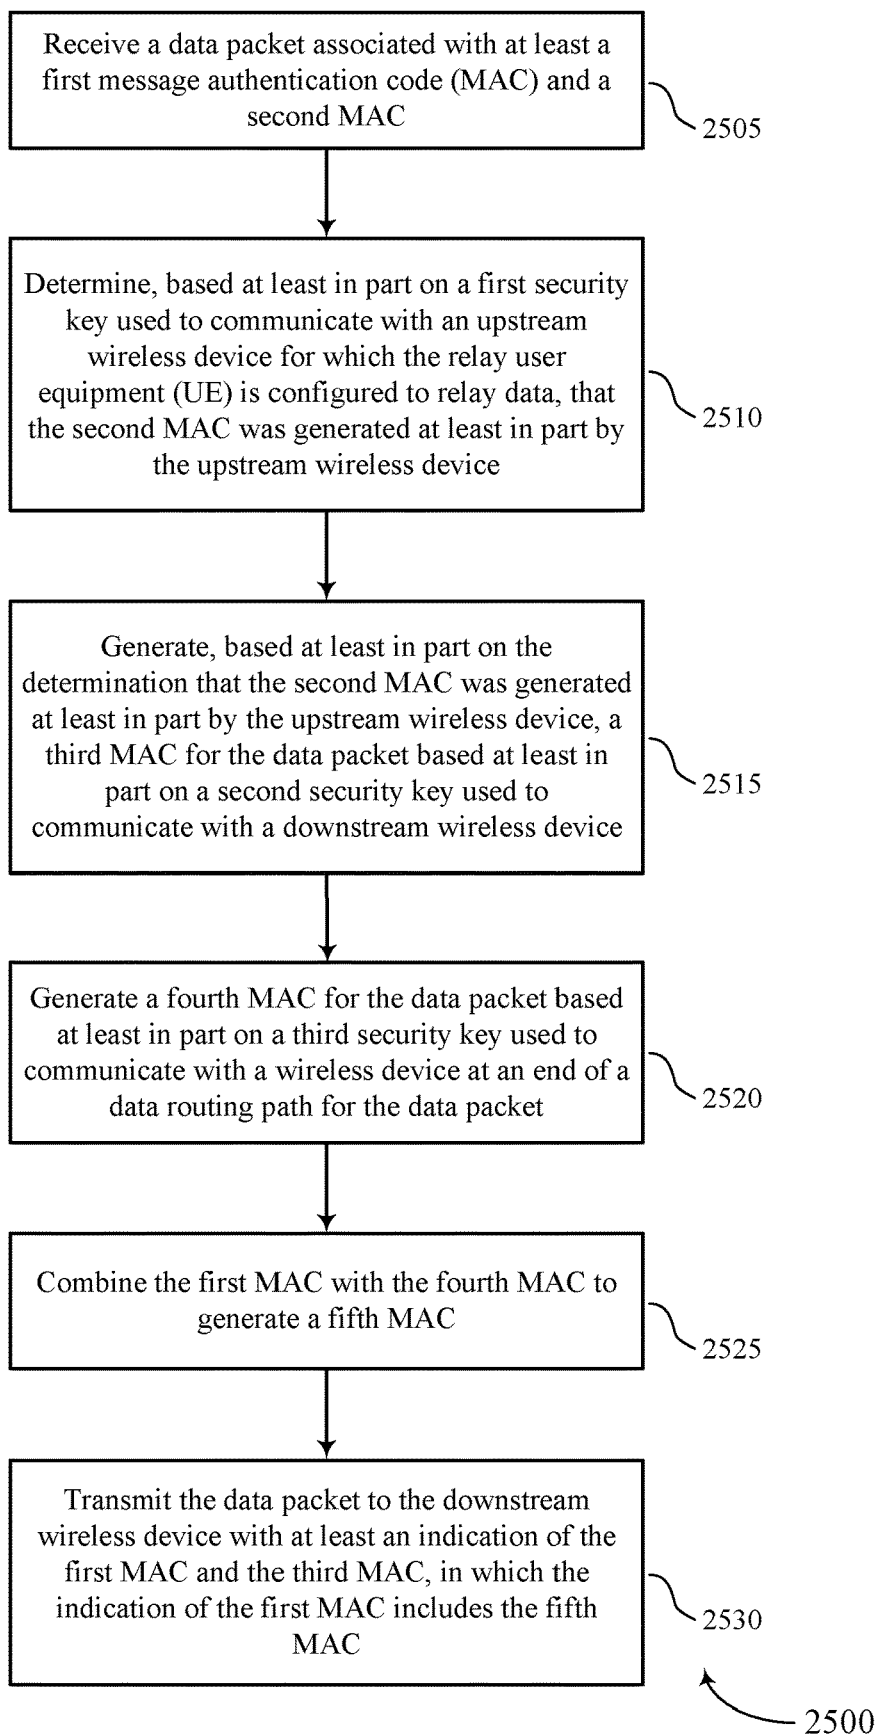 Receive a data packet associated with at least a
first message authentication code (MAC) and a
second MAC
2505
Determine, based at least in part on a first security
key used to communicate with an upstream
wireless device for which the relay user
equipment (UE) is configured to relay data, that
the second MAC was generated at least in part by
the upstream wireless device
2510
Generate, based at least in part on the
determination that the second MAC was generated
at least in part by the upstream wireless device, a
third MAC for the data packet based at least in
part on a second security key used to
communicate with a downstream wireless device
2515
Generate a fourth MAC for the data packet based
at least in part on a third security key used to
communicate with a wireless device at an end of a
data routing path for the data packet
2520
Combine the first MAC with the fourth MAC to
generate a fifth MAC
2525
Transmit the data packet to the downstream
wireless device with at least an indication of the
first MAC and the third MAC, in which the
indication of the first MAC includes the fifth
MAC
2530
2500